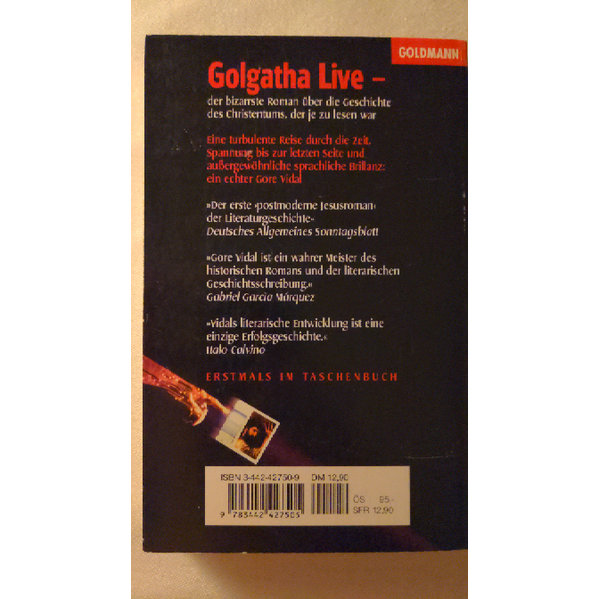 GOLDMANN
Golgatha Live –
der bizarrste Roman über die Geschichte
des Christentums, der je zu lesen war
Eine turbulente Reise durch die Zeit.
Spannung bis zur letzten Seite und
außergewöhnliche sprachliche Brillanz:
ein echter Gore Vidal
»Der erste ›postmoderne Jesusroman‹
der Literaturgeschichte«
Deutsches Allgemeines Sonntagsblatt
»Gore Vidal ist ein wahrer Meister des
historischen Romans und der literarischen
Geschichtsschreibung.«
Gabriel García Márquez
»Vidals literarische Entwicklung ist eine
einzige Erfolgsgeschichte.«
Italo Calvino
ERSTMALS IM TASCHENBUCH
ISBN 3-442-42750-9 DM 12,90
ÖS 95,-
SFR 12,90
9 783442 427505